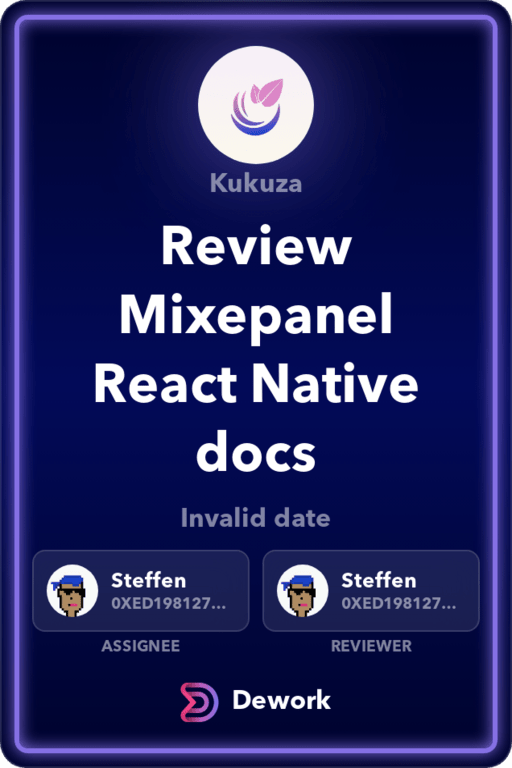 Kukuza
Review
Mixepanel
React Native
docs
Invalid date
Steffen
0XED198127...
Steffen
0XED198127...
ASSIGNEE
REVIEWER
Dework